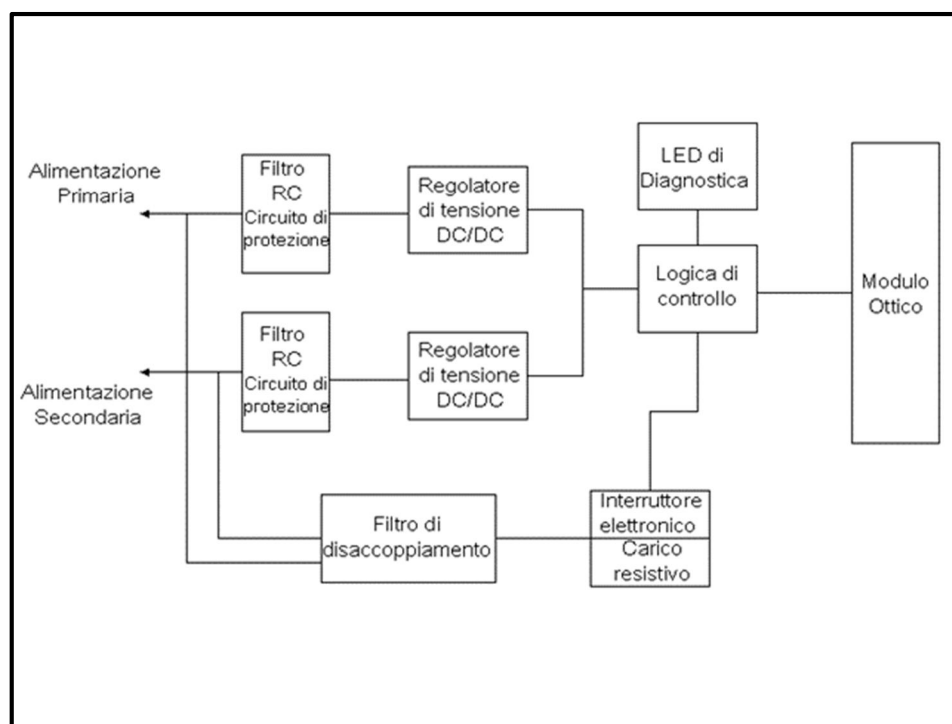 Alimentazione
Primaria
Filtro
RC
Circuito di
protezione
Regolatore
di tensione
DC/DC
LED di
Diagnostica
Logica di
controllo
Modulo
Ottico
Alimentazione
Secondaria
Filtro
RC
Circuito di
protezione
Regolatore
di tensione
DC/DC
Filtro di
disaccoppiamento
Interruttore
elettronico
Carico
resistivo